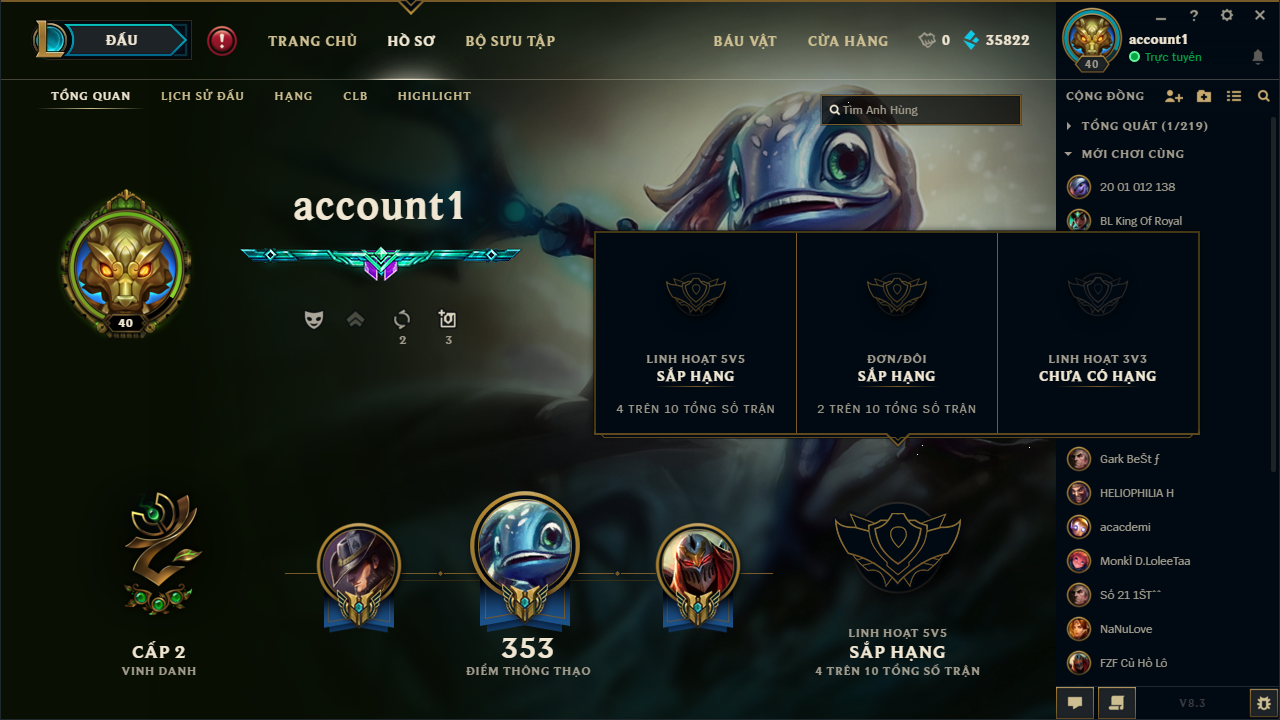 ĐẤU
TRANG CHỦ
HỒ SƠ
BỘ SƯU TẬP
BÁU VẬT
CỬA HÀNG
0
35822
40
account1
Trực tuyến
TỔNG QUAN
LỊCH SỬ ĐẤU
HẠNG
CLB
HIGHLIGHT
Tìm Anh Hùng
CỘNG ĐỒNG
TỔNG QUÁT (1/219)
MỚI CHƠI CÙNG
20 01 012 138
BL King Of Royal
account1
40
2
3
LINH HOẠT 5V5
SẮP HẠNG
4 TRÊN 10 TỔNG SỐ TRẬN
ĐƠN/ĐÔI
SẮP HẠNG
2 TRÊN 10 TỔNG SỐ TRẬN
LINH HOẠT 3V3
CHƯA CÓ HẠNG
Gark BeŠt ƒ
HELIOPHILIA H
acacdemi
MonkÌ D.LoleeTaa
Số 21 1ŠTˆˆ
NaNuLove
FZF Củ Hồ Lô
CẤP 2
VINH DANH
353
ĐIỂM THÔNG THẠO
LINH HOẠT 5V5
SẮP HẠNG
4 TRÊN 10 TỔNG SỐ TRẬN
V8.3